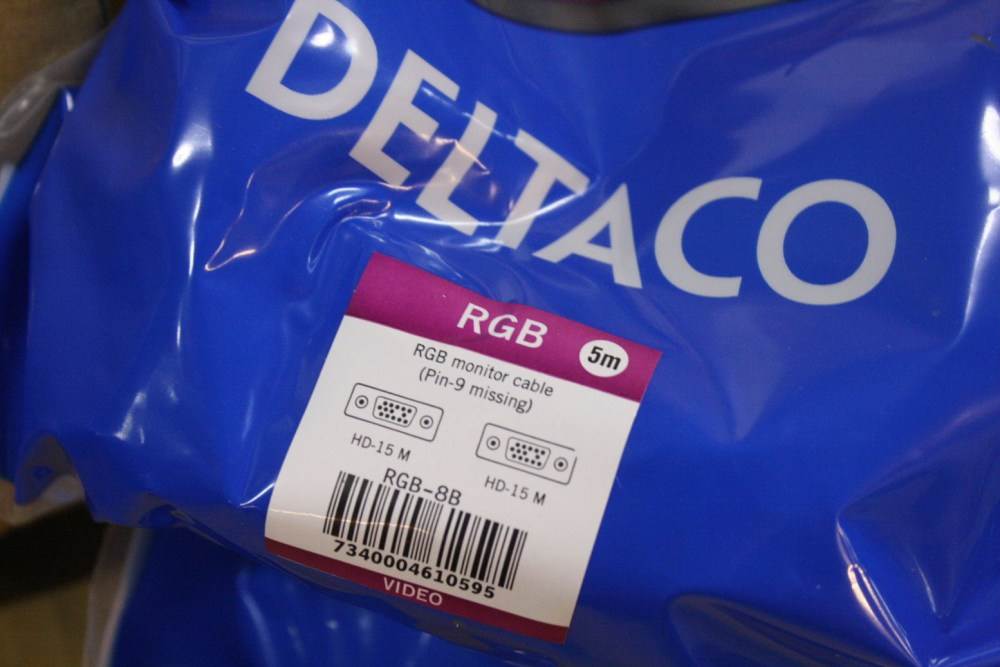 DELTACO
RGB
5m
RGB monitor cable
(Pin-9 missing)
HD-15 M
HD-15 M
RGB-8B
7340004610595
VIDEO